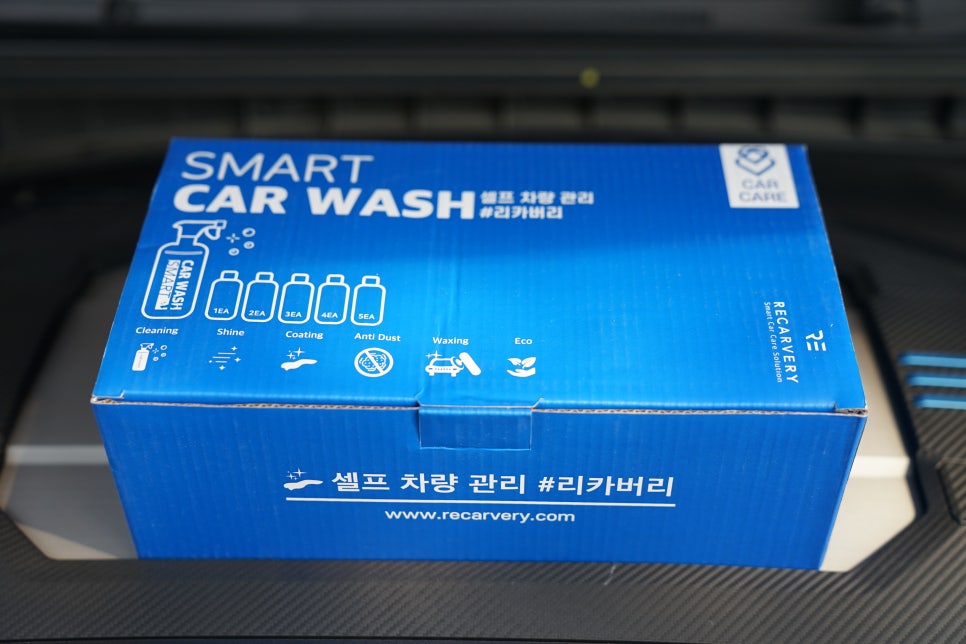 SMART
CAR WASH 셀프 차량 관리
#리카버리
CAR
CARE
SMART
CAR WASH
1EA 2EA 3EA 4EA 5EA
Cleaning Shine Coating Anti Dust Waxing Eco
RE
RECARVERY
Smart Car Care Solution
셀프 차량 관리 #리카버리
www.recarvery.com